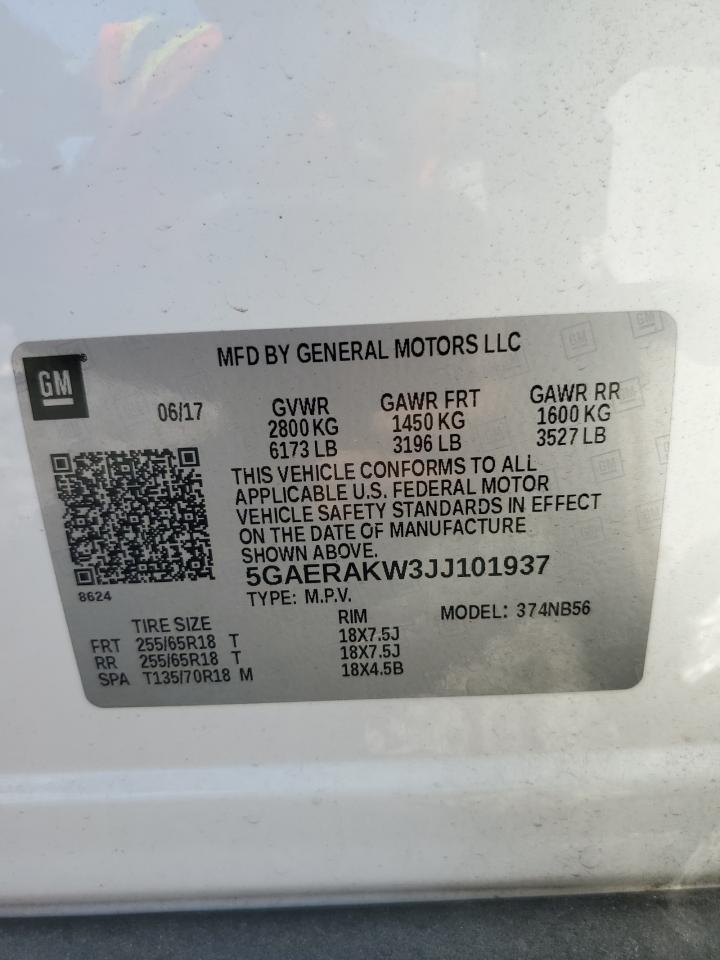 GM
MFD BY GENERAL MOTORS LLC
06/17
GVWR
2800 KG
6173 LB
GAWR FRT
1450 KG
3196 LB
GAWR RR
1600 KG
3527 LB
THIS VEHICLE CONFORMS TO ALL
APPLICABLE U.S. FEDERAL MOTOR
VEHICLE SAFETY STANDARDS IN EFFECT
ON THE DATE OF MANUFACTURE
SHOWN ABOVE.
8624
5GAERAKW3JJ101937
TYPE: M.P.V.
MODEL: 374NB56
TIRE SIZE RIM
FRT 255/65R18 T 18X7.5J
RR 255/65R18 T 18X7.5J
SPA T135/70R18 M 18X4.5B